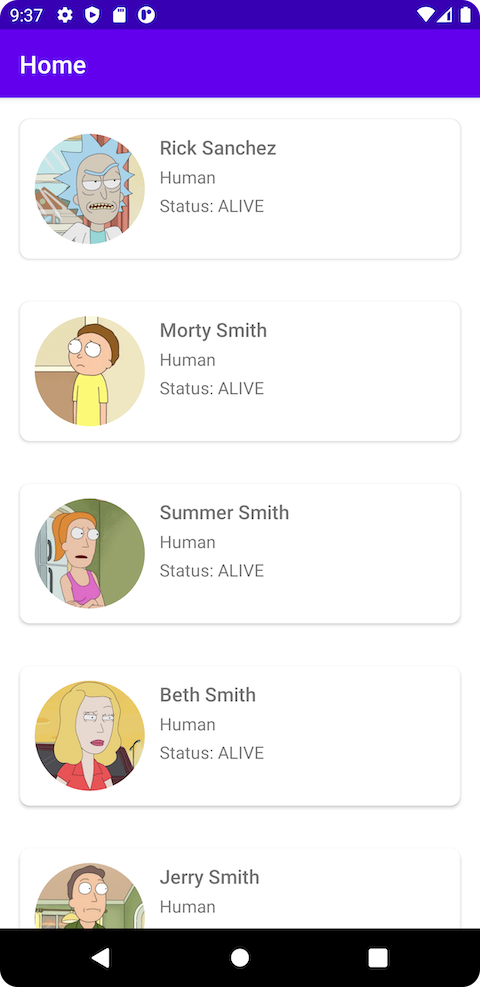 9:37
Home
Rick Sanchez
Human
Status: ALIVE
Morty Smith
Human
Status: ALIVE
Summer Smith
Human
Status: ALIVE
Beth Smith
Human
Status: ALIVE
Jerry Smith
Human